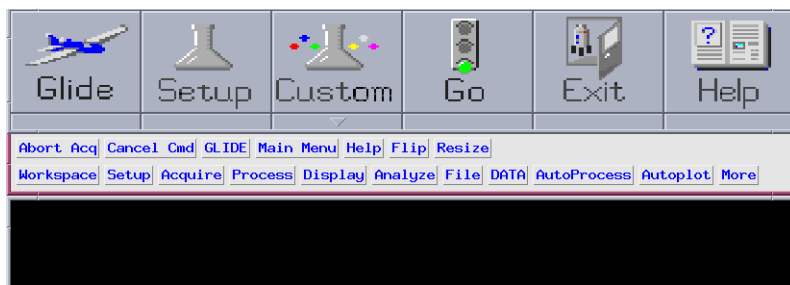 Glide Setup Custom Go Exit Help
Abort Acq Cancel Cmd GLIDE Main Menu Help Flip Resize
Workspace Setup Acquire Process Display Analyze File DATA AutoProcess Autoplot More